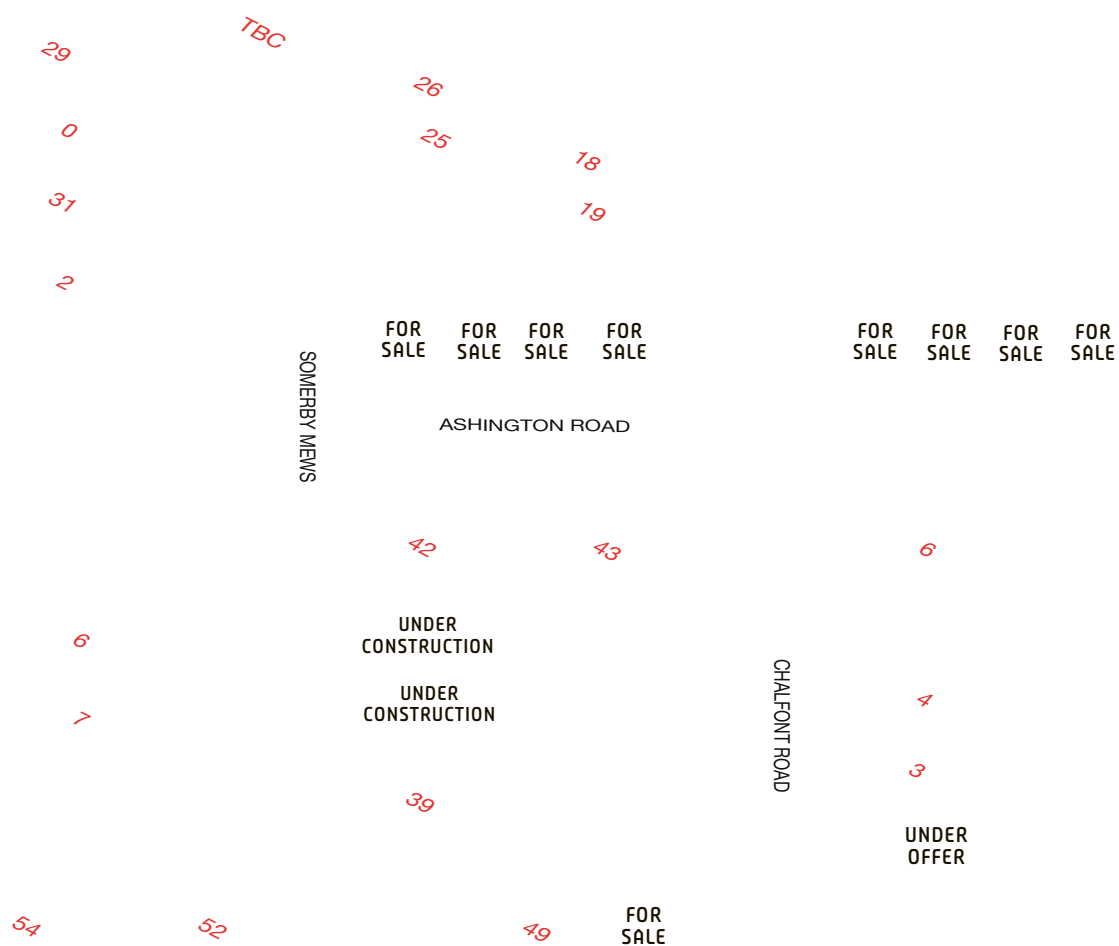 TBC
29
26
0
25
18
31
19
2
FOR
SALE
FOR
SALE
FOR
SALE
FOR
SALE
FOR
SALE
FOR
SALE
FOR
SALE
FOR
SALE
SOMERBY MEWS
ASHINGTON ROAD
42
43
6
6
UNDER
CONSTRUCTION
UNDER
CONSTRUCTION
7
CHALFONT ROAD
4
3
39
UNDER
OFFER
54
52
49
FOR
SALE